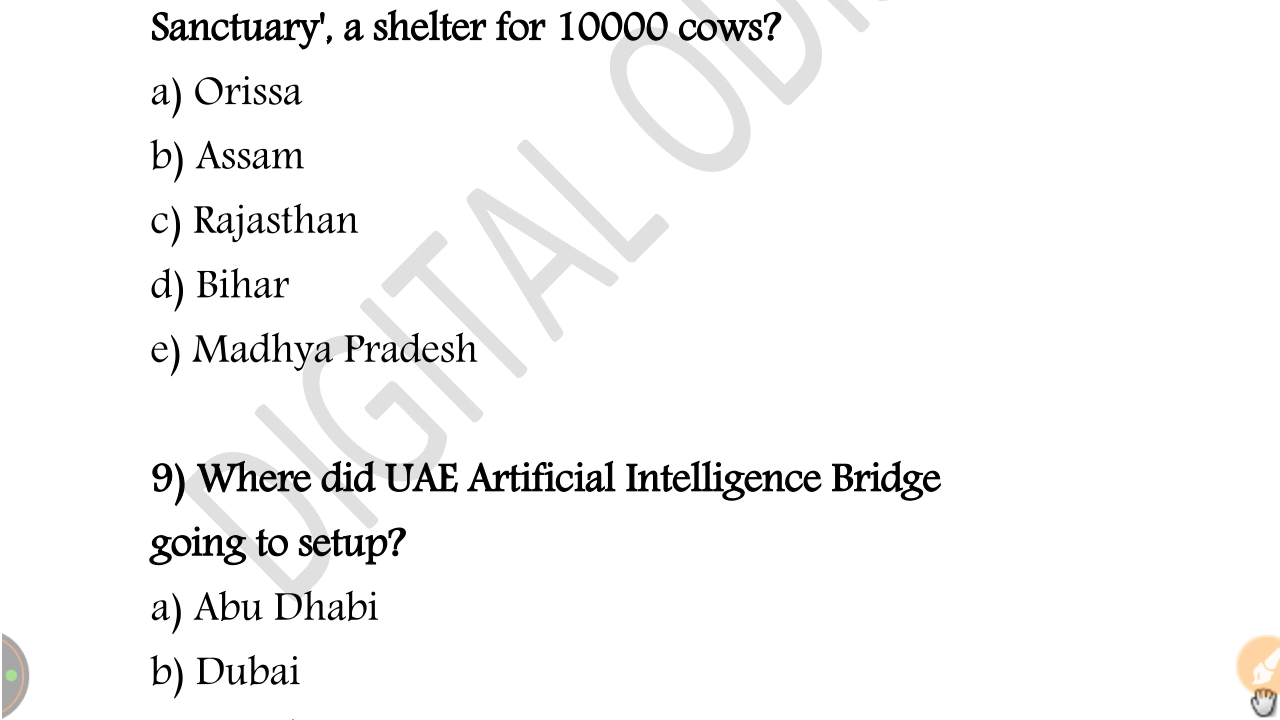 Sanctuary', a shelter for 10000 cows?
a) Orissa
b) Assam
c) Rajasthan
d) Bihar
e) Madhya Pradesh
9) Where did UAE Artificial Intelligence Bridge
going to setup?
a) Abu Dhabi
b) Dubai
DIGITAL